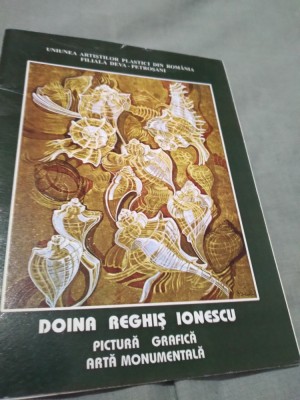 UNIUNEA ARTIȘTILOR PLASTICI DIN ROMÂNIA
FILIALA DEVA - PETROȘANI
DOINA REGHIȘ IONESCU
PICTURĂ GRAFICĂ
ARTĂ MONUMENTALĂ